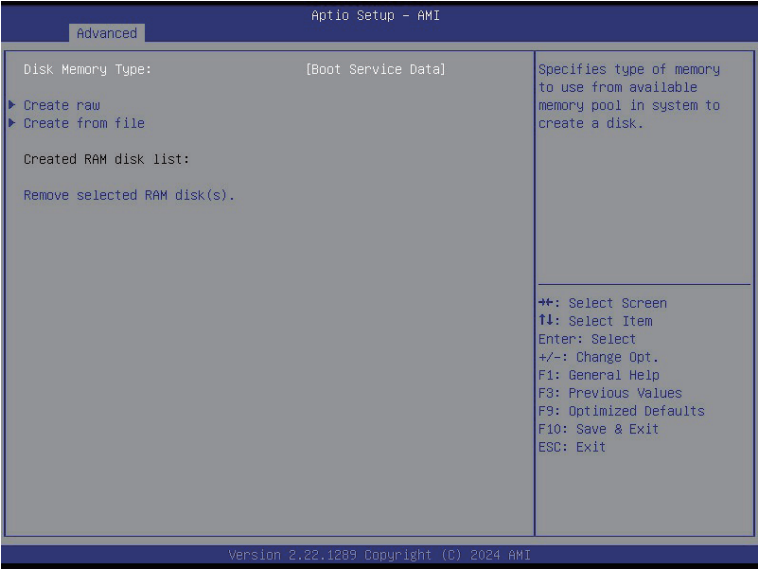 Aptio Setup – AMI
Advanced
Disk Memory Type: [Boot Service Data]
Create raw
Create from file
Created RAM disk list:
Remove selected RAM disk(s).
Specifies type of memory
to use from available
memory pool in system to
create a disk.
→←: Select Screen
↑↓: Select Item
Enter: Select
+/-: Change Opt.
F1: General Help
F3: Previous Values
F9: Optimized Defaults
F10: Save & Exit
ESC: Exit
Version 2.22.1289 Copyright (C) 2024 AMI